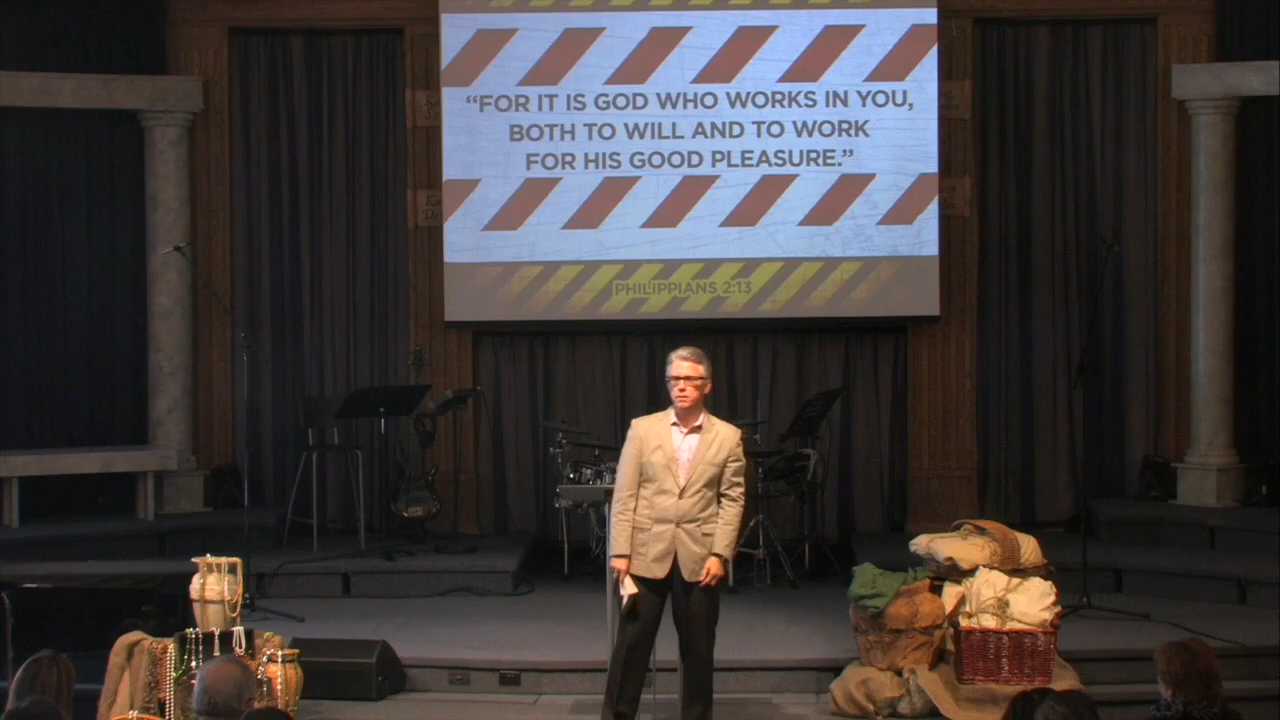 “FOR IT IS GOD WHO WORKS IN YOU,
BOTH TO WILL AND TO WORK
FOR HIS GOOD PLEASURE.”
PHILIPPIANS 2:13